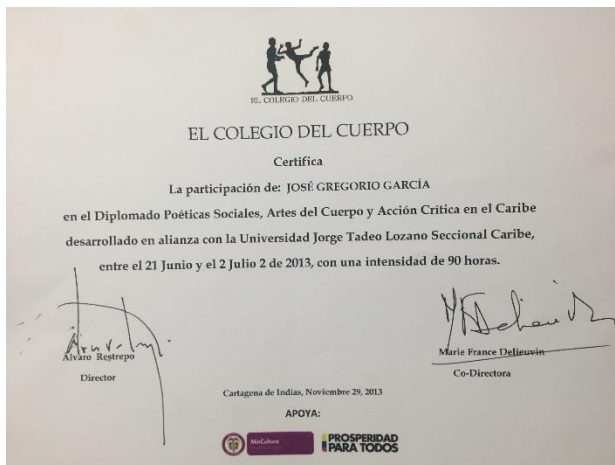 EL COLEGIO DEL CUERPO
EL COLEGIO DEL CUERPO
Certifica
La participación de: JOSÉ GREGORIO GARCÍA
en el Diplomado Poéticas Sociales, Artes del Cuerpo y Acción Crítica en el Caribe
desarrollado en alianza con la Universidad Jorge Tadeo Lozano Seccional Caribe,
entre el 21 Junio y el 2 Julio 2 de 2013, con una intensidad de 90 horas.
Alvaro Restrepo
Director
Marie France Delieuvin
Co-Directora
Cartagena de Indias, Noviembre 29, 2013
APOYA:
MinCultura
PROSPERIDAD
PARA TODOS